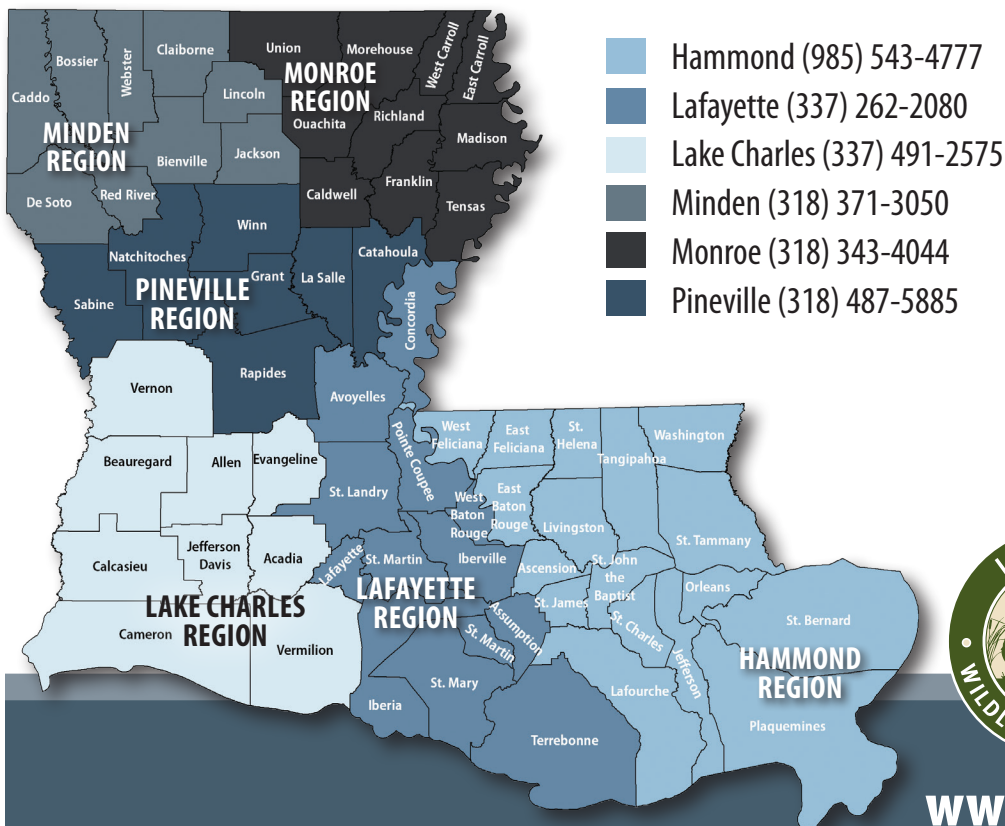 Claiborne
Union
Morehouse
West Carroll
East Carroll
Bossier
Webster
MONROE
REGION
Lincoln
Caddo
Ouachita
Richland
Madison
MINDEN
REGION
Bienville
Jackson
Franklin
Caldwell
Red River
De Soto
Tensas
Winn
Catahoula
Natchitoches
Grant
La Salle
PINEVILLE
REGION
Sabine
Concordia
Rapides
Vernon
Avoyelles
Pointe Coupee
West
Feliciana
East
Feliciana
St.
Helena
Tangipahoa
Washington
Beauregard
Allen
Evangeline
St. Landry
West
Baton
Rouge
East
Baton
Rouge
Livingston
St. Tammany
Calcasieu
Jefferson
Davis
Acadia
Lafayette
St. Martin
Iberville
Ascension
St. John
the
Baptist
Orleans
LAKE CHARLES
REGION
LAFAYETTE
REGION
St. James
Assumption
St. Charles
St. Bernard
Cameron
Vermilion
St. Martin
Jefferson
HAMMOND
REGION
St. Mary
Iberia
Lafourche
Plaquemines
Terrebonne
Hammond (985) 543-4777
Lafayette (337) 262-2080
Lake Charles (337) 491-2575
Minden (318) 371-3050
Monroe (318) 343-4044
Pineville (318) 487-5885
WILDL
ww